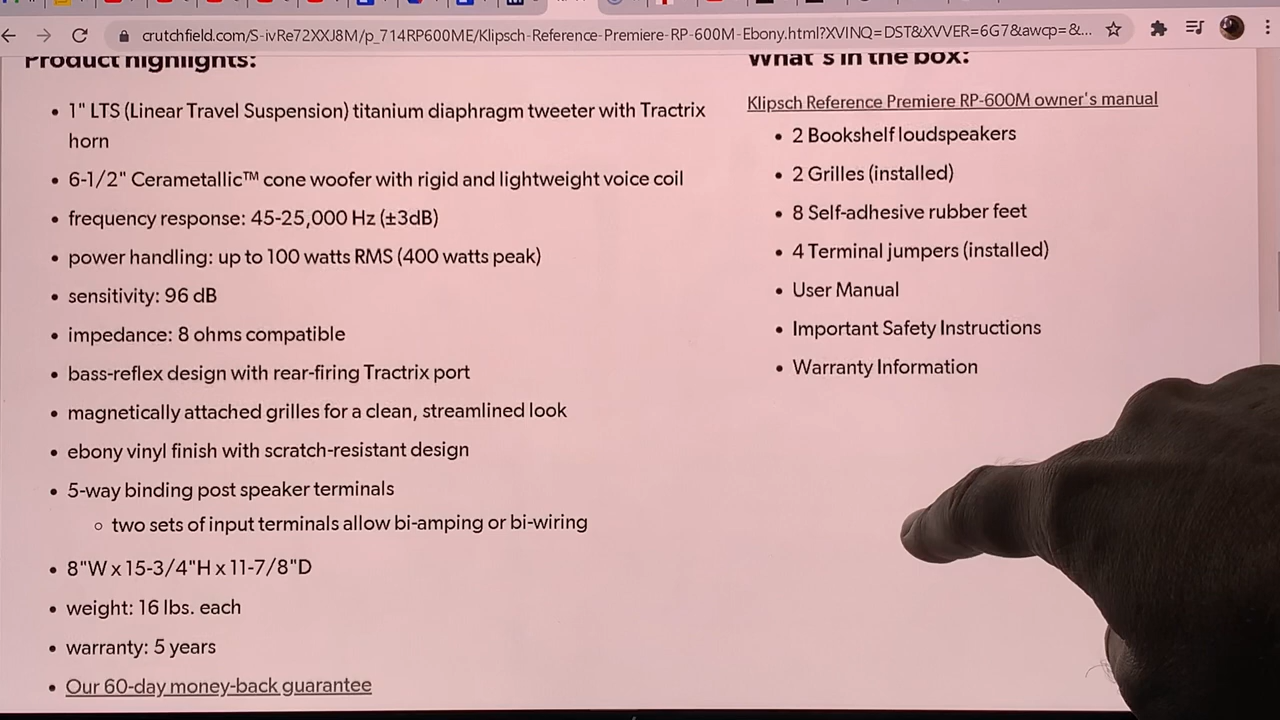 crutchfield.com/S-ivRe72XXJ8M/p_714RP600ME/Klipsch-Reference-Premiere-RP-600M-Ebony.html?XVINQ=DST&XVVER=6G7&awcp=&...
Product highlights:
• 1" LTS (Linear Travel Suspension) titanium diaphragm tweeter with Tractrix
horn
• 6-1/2" Cerametallic™ cone woofer with rigid and lightweight voice coil
• frequency response: 45-25,000 Hz (±3dB)
• power handling: up to 100 watts RMS (400 watts peak)
• sensitivity: 96 dB
• impedance: 8 ohms compatible
• bass-reflex design with rear-firing Tractrix port
• magnetically attached grilles for a clean, streamlined look
• ebony vinyl finish with scratch-resistant design
• 5-way binding post speaker terminals
○ two sets of input terminals allow bi-amping or bi-wiring
• 8"W x 15-3/4"H x 11-7/8"D
• weight: 16 lbs. each
• warranty: 5 years
• Our 60-day money-back guarantee
What's in the box:
Klipsch Reference Premiere RP-600M owner's manual
• 2 Bookshelf loudspeakers
• 2 Grilles (installed)
• 8 Self-adhesive rubber feet
• 4 Terminal jumpers (installed)
• User Manual
• Important Safety Instructions
• Warranty Information